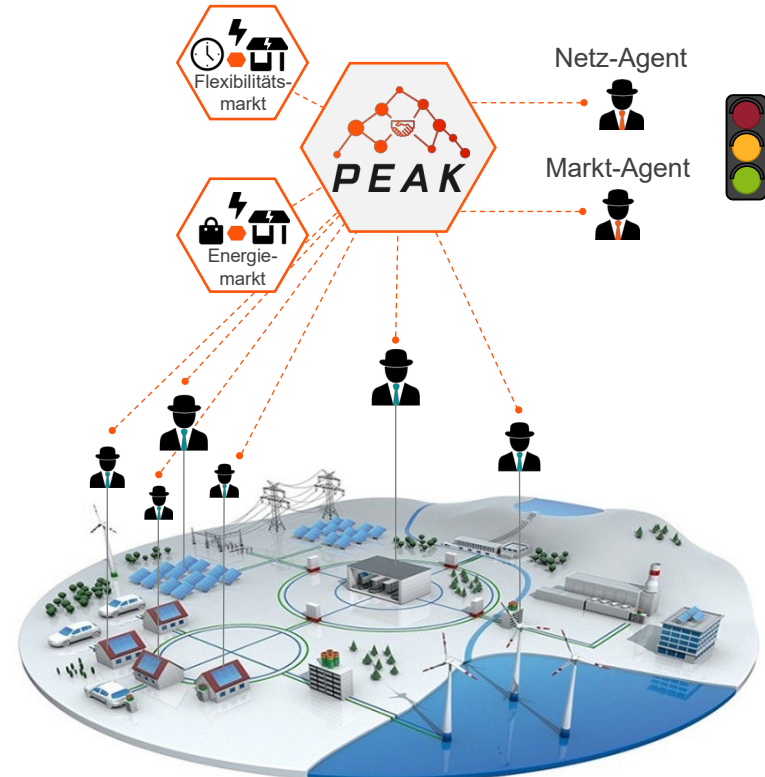 Flexibilitäts-
markt
PEAK
Netz-Agent
Markt-Agent
Energie-
markt